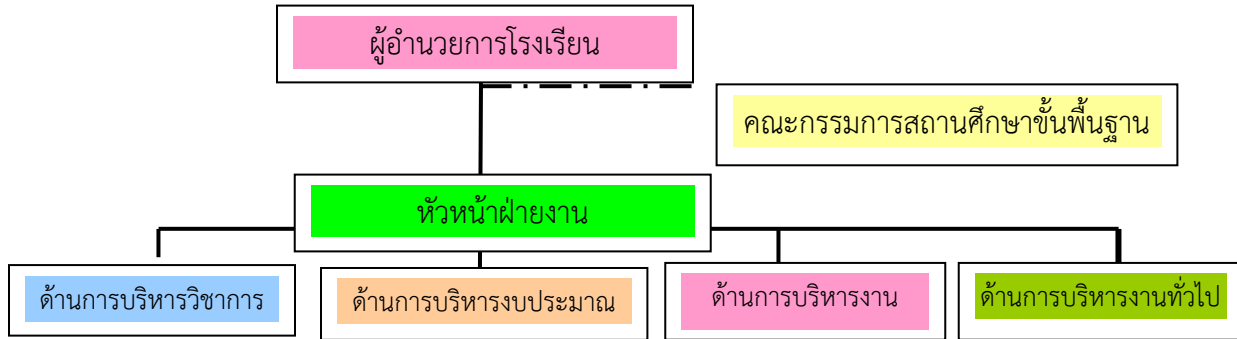 ผู้อำนวยการโรงเรียน
คณะกรรมการสถานศึกษาขั้นพื้นฐาน
หัวหน้าฝ่ายงาน
ด้านการบริหารวิชาการ
ด้านการบริหารงบประมาณ
ด้านการบริหารงาน
ด้านการบริหารงานทั่วไป